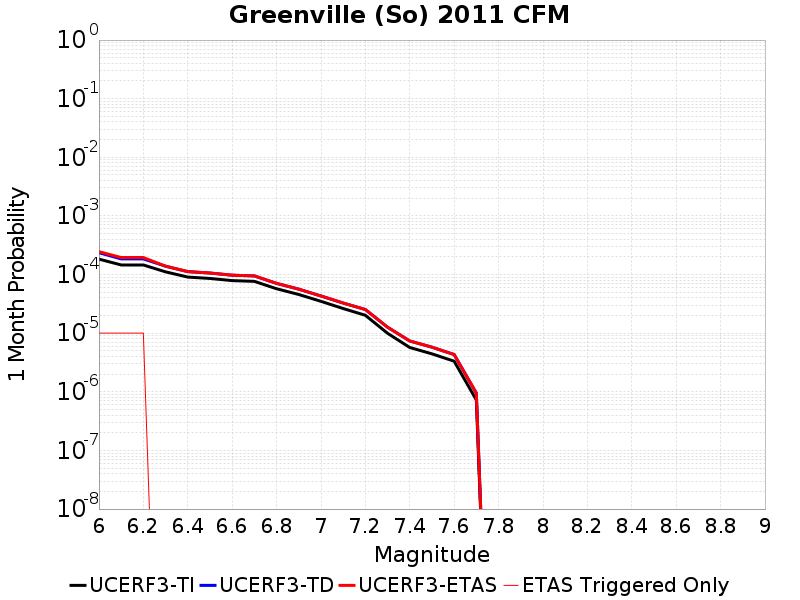 Greenville (So) 2011 CFM
1 Month Probability
10^0
10^-1
10^-2
10^-3
10^-4
10^-5
10^-6
10^-7
10^-8
6 6.2 6.4 6.6 6.8 7 7.2 7.4 7.6 7.8 8 8.2 8.4 8.6 8.8 9
Magnitude
UCERF3-TI UCERF3-TD UCERF3-ETAS ETAS Triggered Only